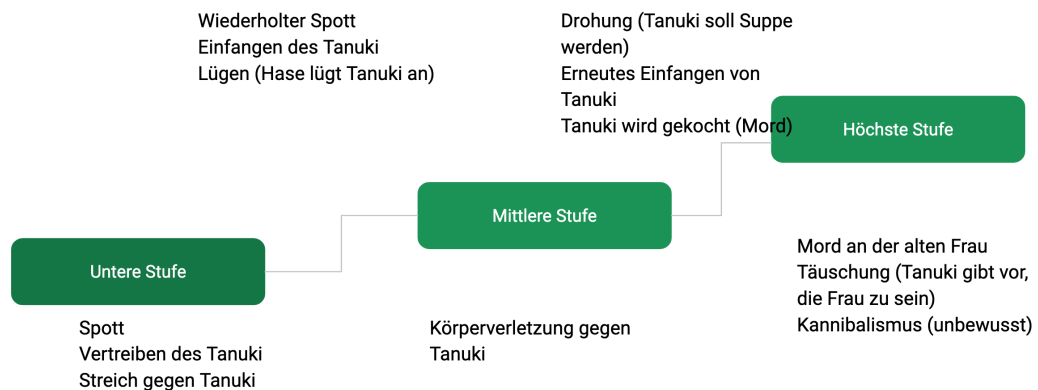 Wiederholter Spott
Einfangen des Tanuki
Lügen (Hase lügt Tanuki an)
Drohung (Tanuki soll Suppe
werden)
Erneutes Einfangen von
Tanuki
Tanuki wird gekocht (Mord)
Höchste Stufe
Mittlere Stufe
Untere Stufe
Mord an der alten Frau
Täuschung (Tanuki gibt vor,
die Frau zu sein)
Kannibalismus (unbewusst)
Spott
Vertreiben des Tanuki
Streich gegen Tanuki
Körperverletzung gegen
Tanuki